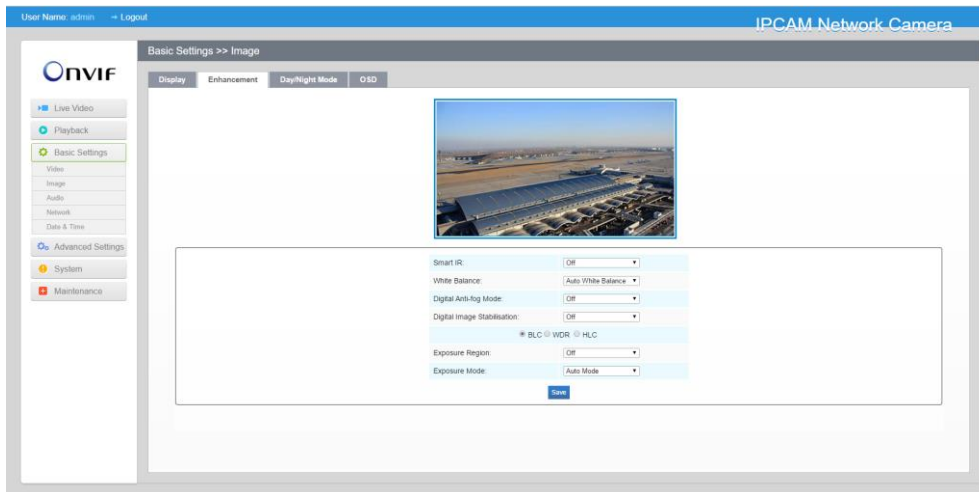 User Name: admin → Logout
IPCAM Network Camera
ONVIF
Basic Settings >> Image
Display Enhancement Day/Night Mode OSD
Live Video
Playback
Basic Settings
Video
Image
Audio
Network
Date & Time
Advanced Settings
System
Maintenance
Smart IR: Off
White Balance: Auto White Balance
Digital Anti-fog Mode: Off
Digital Image Stabilisation: Off
BLC WDR HLC
Exposure Region: Off
Exposure Mode: Auto Mode
Save